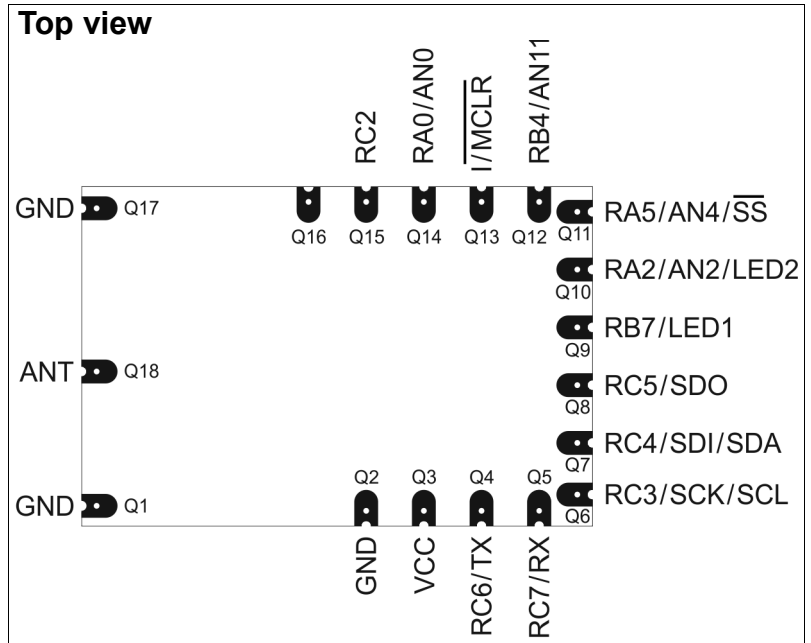 Top view
RC2
RA0/AN0
I/MCLR
RB4/AN11
GND
Q17
Q16
Q15
Q14
Q13
Q12
Q11
RA5/AN4/SS
Q10
RA2/AN2/LED2
Q9
RB7/LED1
ANT
Q18
Q8
RC5/SDO
Q7
RC4/SDI/SDA
GND
Q1
Q2
Q3
Q4
Q5
Q6
RC3/SCK/SCL
GND
VCC
RC6/TX
RC7/RX